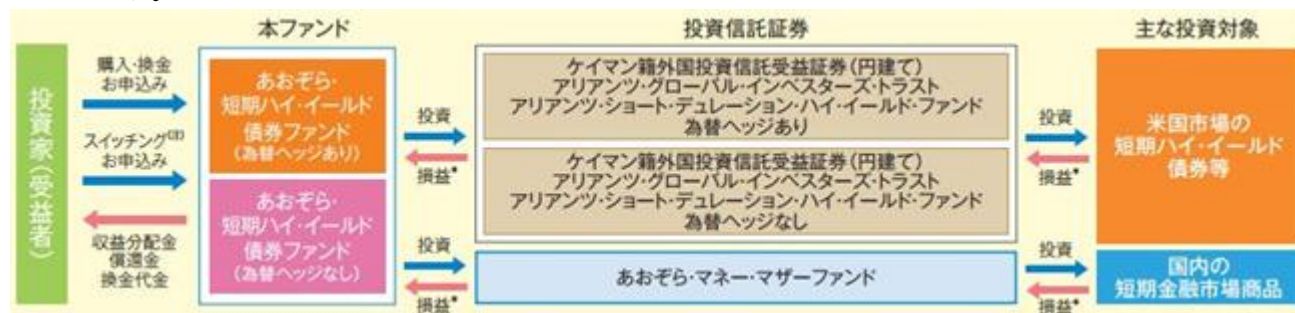 本ファンド
投資信託証券
主な投資対象
投資家(受益者)
購入・換金
お申込み
スイッチング(注)
お申込み
収益分配金
償還金
換金代金
あおぞら・
短期ハイ・イールド
債券ファンド
(為替ヘッジあり)
あおぞら・
短期ハイ・イールド
債券ファンド
(為替ヘッジなし)
投資
損益*
投資
損益*
ケイマン籍外国投資信託受益証券(円建て)
アリアンツ・グローバル・インベスターズ・トラスト
アリアンツ・ショート・デュレーション・ハイ・イールド・ファンド
為替ヘッジあり
ケイマン籍外国投資信託受益証券(円建て)
アリアンツ・グローバル・インベスターズ・トラスト
アリアンツ・ショート・デュレーション・ハイ・イールド・ファンド
為替ヘッジなし
あおぞら・マネー・マザーファンド
投資
損益*
投資
損益*
米国市場の
短期ハイ・イールド
債券等
国内の
短期金融市場商品